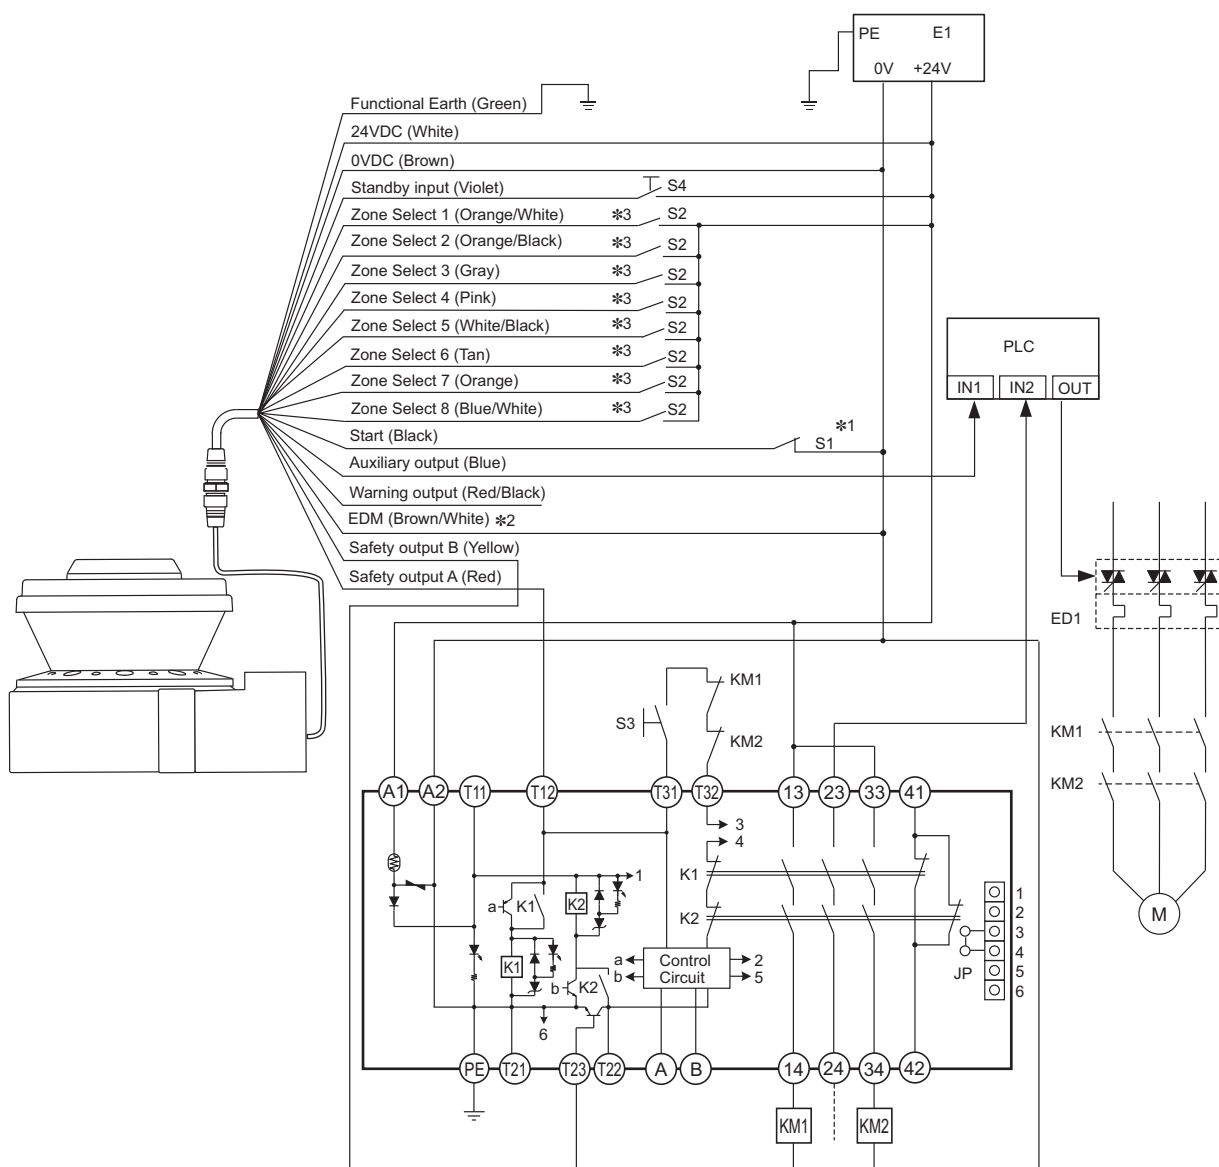 PE E1
0V +24V
Functional Earth (Green)
24VDC (White)
0VDC (Brown)
Standby input (Violet) S4
Zone Select 1 (Orange/White) *3 S2
Zone Select 2 (Orange/Black) *3 S2
Zone Select 3 (Gray) *3 S2
Zone Select 4 (Pink) *3 S2
Zone Select 5 (White/Black) *3 S2
Zone Select 6 (Tan) *3 S2
Zone Select 7 (Orange) *3 S2
Zone Select 8 (Blue/White) *3 S2
Start (Black) *1 S1
Auxiliary output (Blue)
Warning output (Red/Black)
EDM (Brown/White) *2
Safety output B (Yellow)
Safety output A (Red)
PLC
IN1 IN2 OUT
ED1
KM1
KM2
M
S3
KM1
KM2
A1 A2 T11 T12 T31 T32 13 23 33 41
3
4
1
K1
K2
a K1
K2
K1
b K2
6
a Control Circuit 2
b 5
JP
1
2
3
4
5
6
PE T21 T23 T22 A B 14 24 34 42
KM1 KM2